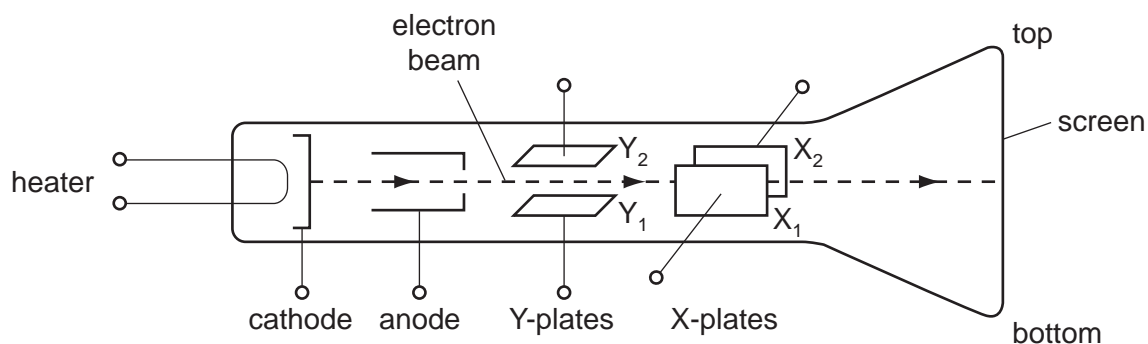 electron
beam
top
screen
Y2
X2
heater
Y1
X1
cathode
anode
Y-plates
X-plates
bottom